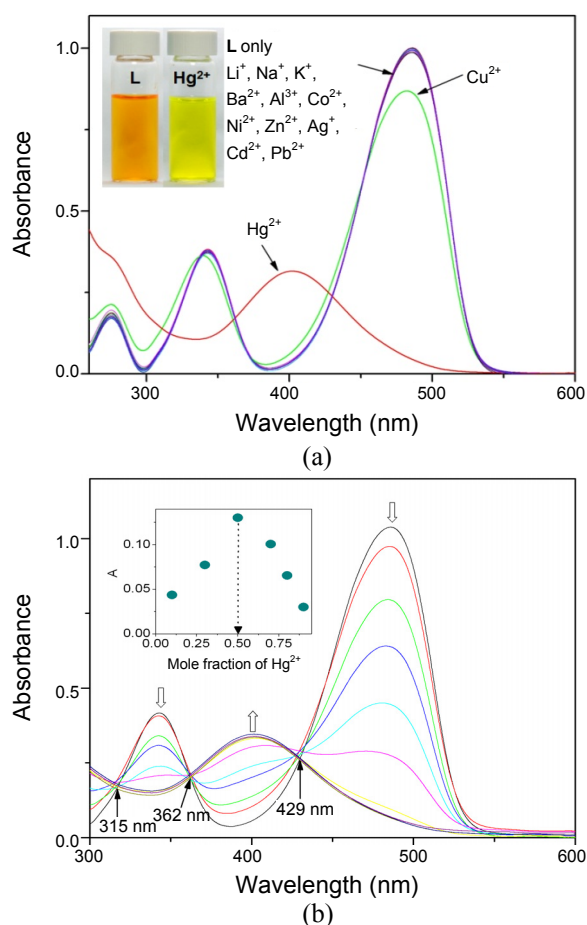 L only
Li⁺, Na⁺, K⁺,
Ba²⁺, Al³⁺, Co²⁺,
Ni²⁺, Zn²⁺, Ag⁺,
Cd²⁺, Pb²⁺
L
Hg²⁺
Cu²⁺
Hg²⁺
Absorbance
1.0
0.5
0.0
300
400
500
600
Wavelength (nm)
(a)
Absorbance
1.0
0.5
0.0
A
0.10
0.05
0.00
0.00
0.25
0.50
0.75
Mole fraction of Hg²⁺
315 nm
362 nm
429 nm
300
400
500
600
Wavelength (nm)
(b)